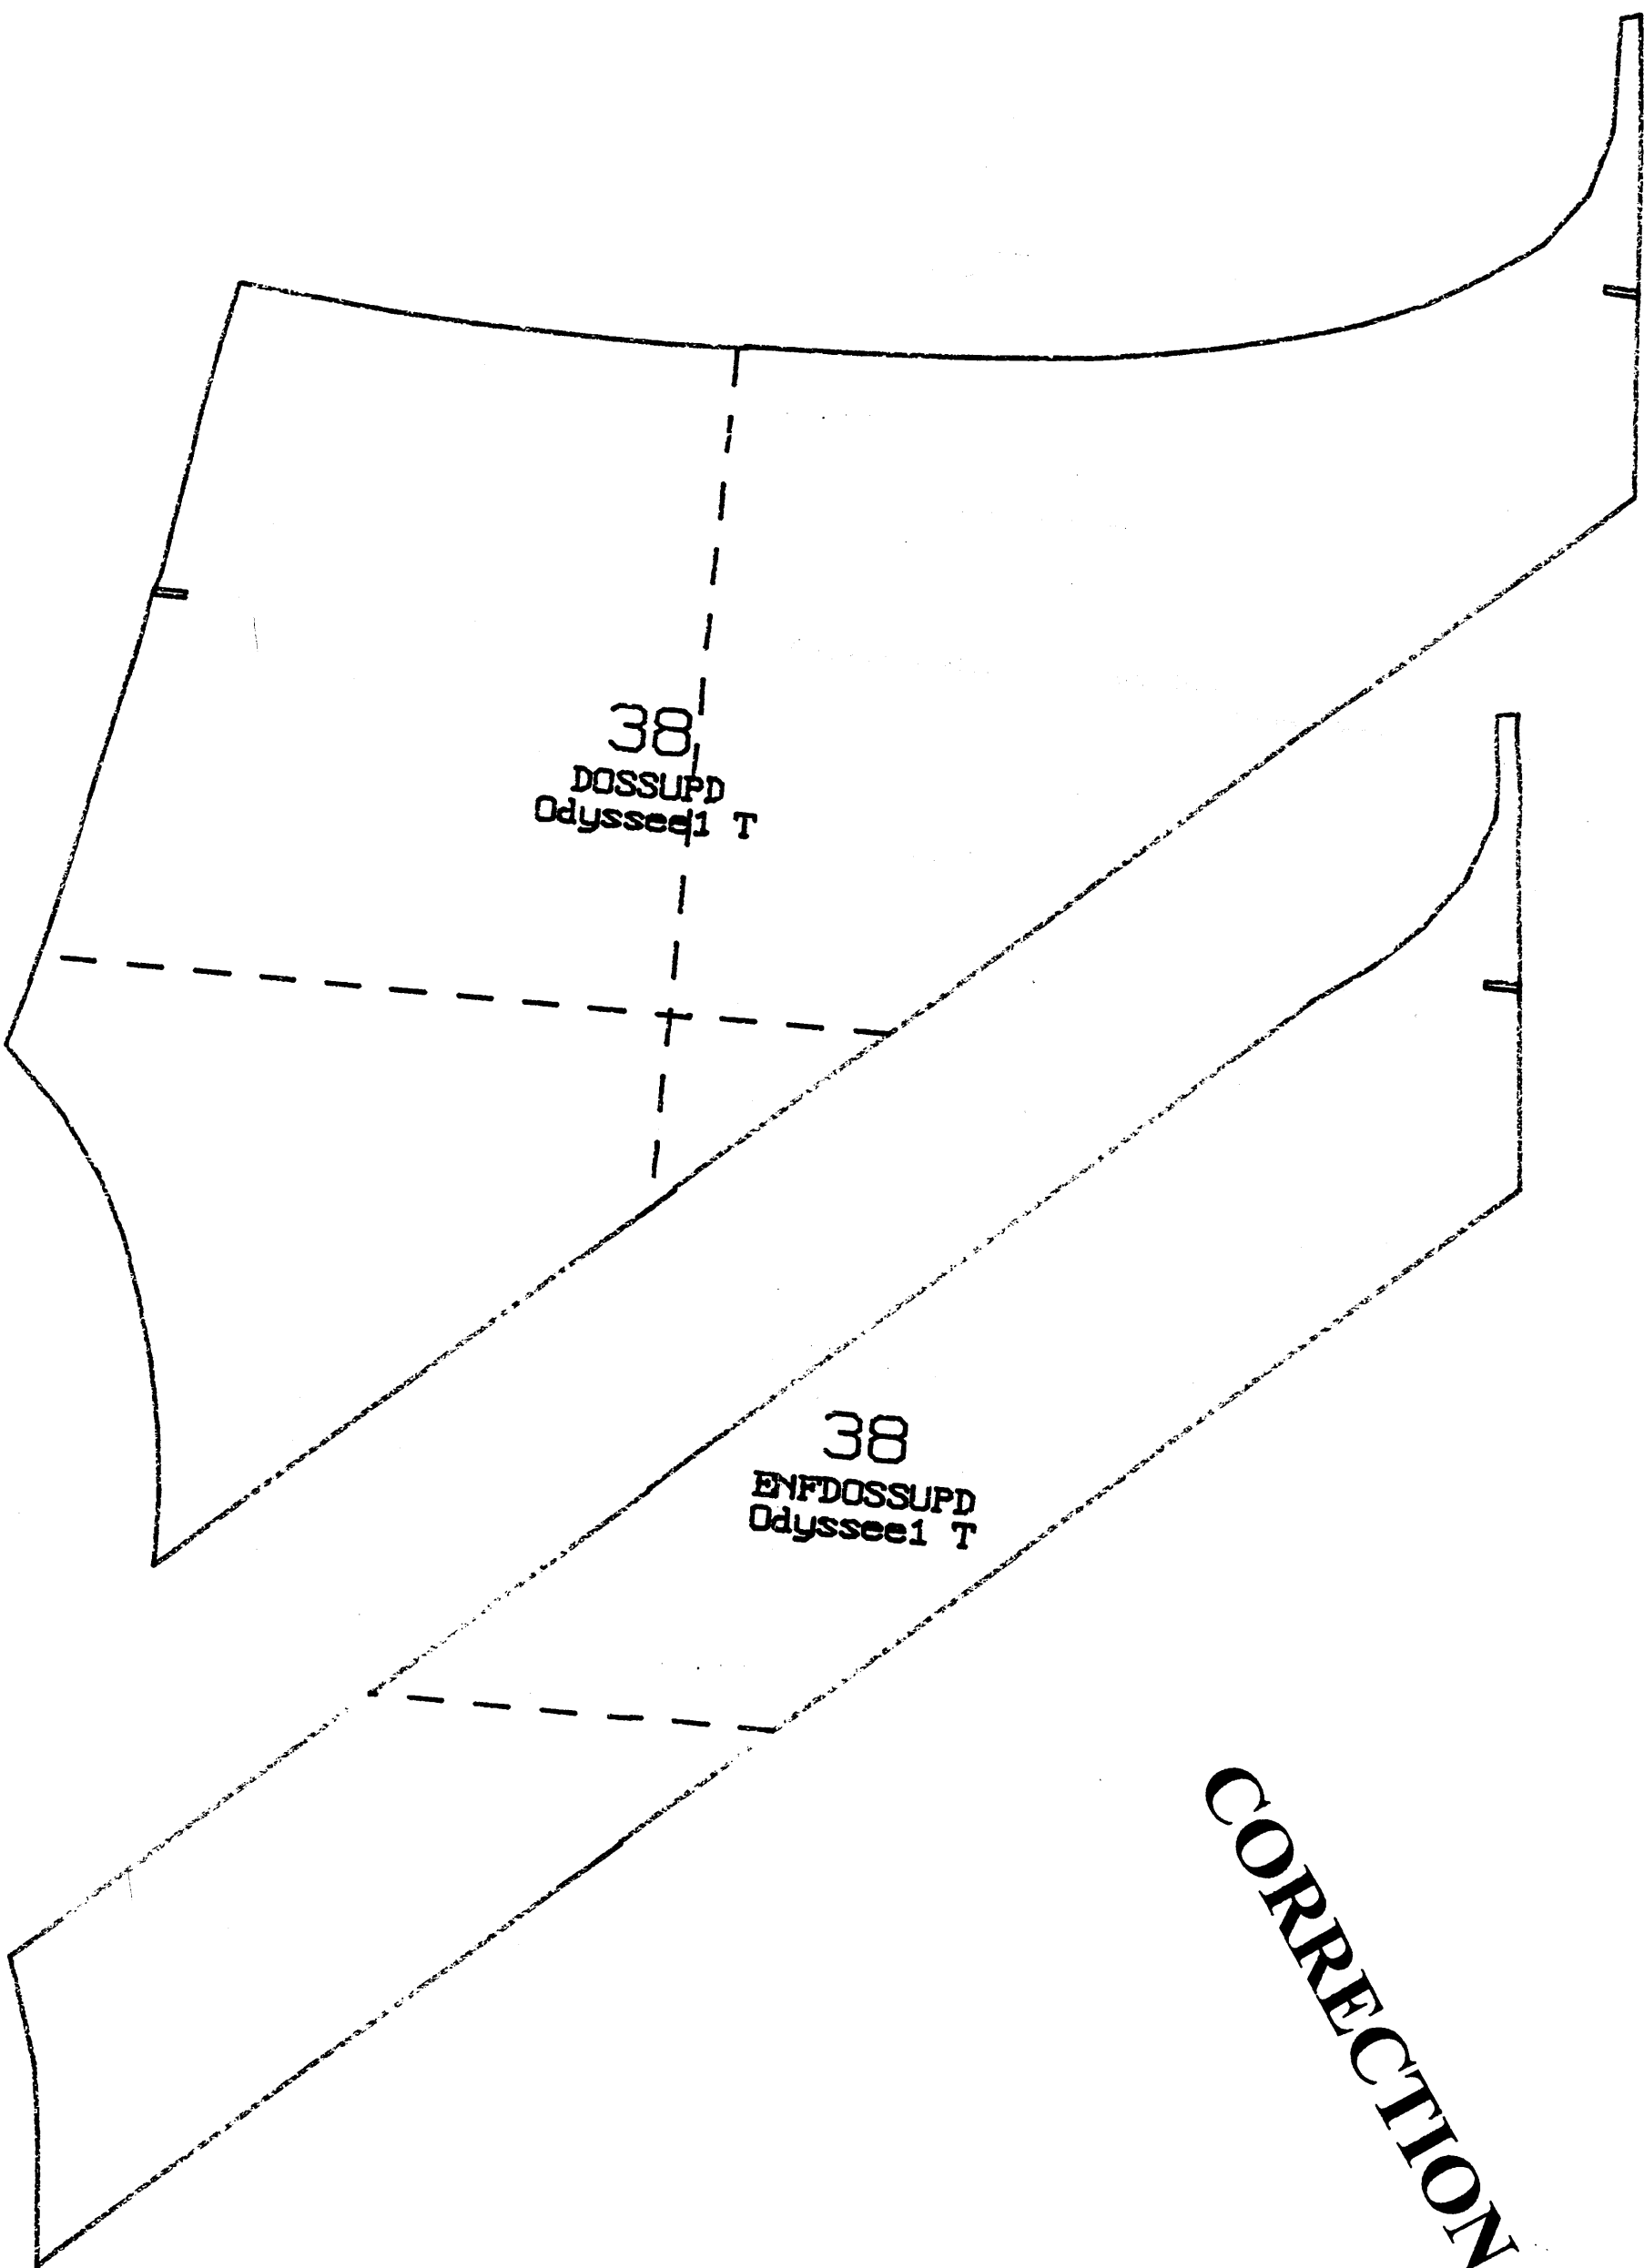 38
DOSSUPD
Odyssee1 T
38
ENFDOSSUPD
Odyssee1 T
CORRECTION